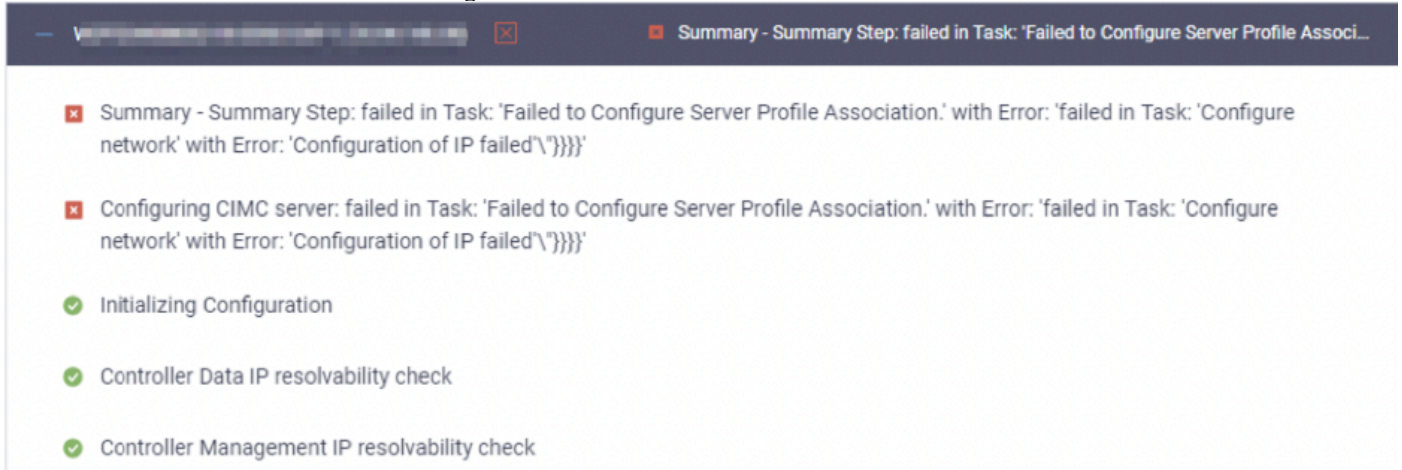 Summary - Summary Step: failed in Task: 'Failed to Configure Server Profile Associ...
Summary - Summary Step: failed in Task: 'Failed to Configure Server Profile Association.' with Error: 'failed in Task: 'Configure
network' with Error: 'Configuration of IP failed'\"}}}}'
Configuring CIMC server: failed in Task: 'Failed to Configure Server Profile Association.' with Error: 'failed in Task: 'Configure
network' with Error: 'Configuration of IP failed'\"}}}}'
Initializing Configuration
Controller Data IP resolvability check
Controller Management IP resolvability check